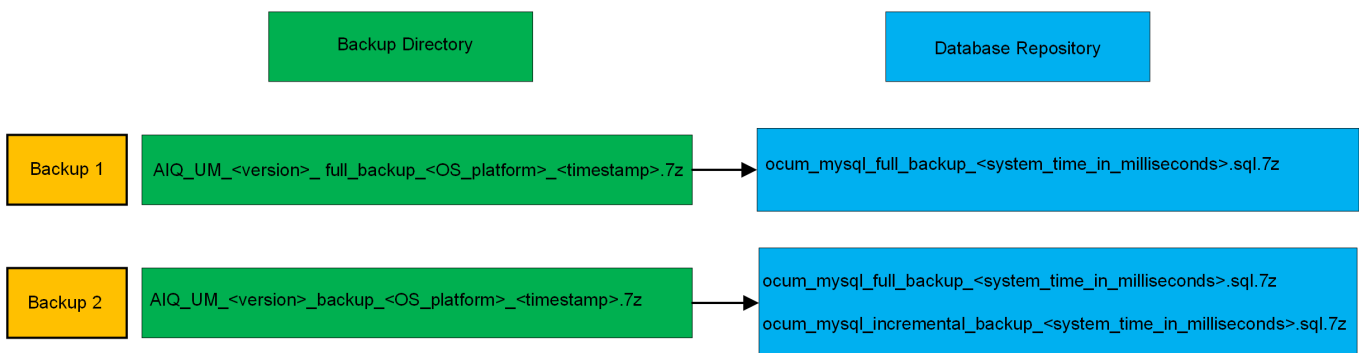 Backup Directory
Database Repository
Backup 1
AIQ_UM_<version>_ full_backup_<OS_platform>_<timestamp>.7z
ocum_mysql_full_backup_<system_time_in_milliseconds>.sql.7z
Backup 2
AIQ_UM_<version>_backup_<OS_platform>_<timestamp>.7z
ocum_mysql_full_backup_<system_time_in_milliseconds>.sql.7z
ocum_mysql_incremental_backup_<system_time_in_milliseconds>.sql.7z